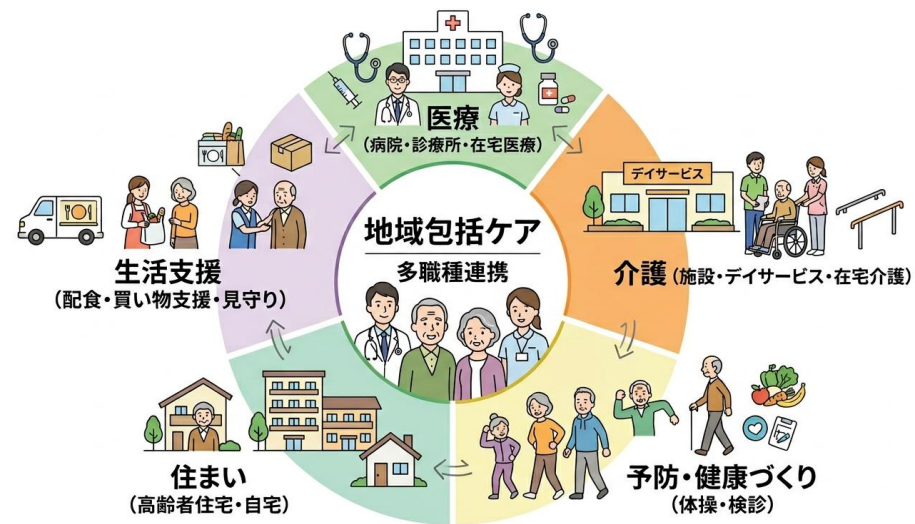 医療
(病院・診療所・在宅医療)
デイサービス
介護(施設・デイサービス・在宅介護)
予防・健康づくり
(体操・検診)
住まい
(高齢者住宅・自宅)
生活支援
(配食・買い物支援・見守り)
地域包括ケア
多職種連携